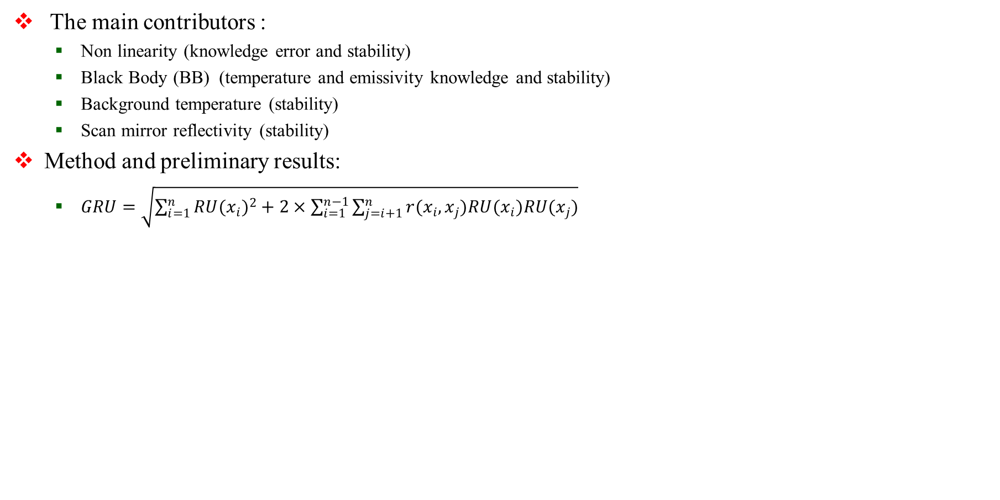 ❖ The main contributors :
▪ Non linearity (knowledge error and stability)
▪ Black Body (BB) (temperature and emissivity knowledge and stability)
▪ Background temperature (stability)
▪ Scan mirror reflectivity (stability)
❖ Method and preliminary results:
▪ $GRU = \sqrt{\sum_{i=1}^{n} RU(x_i)^2 + 2 \times \sum_{i=1}^{n-1} \sum_{j=i+1}^{n} r(x_i, x_j) RU(x_i) RU(x_j)}$